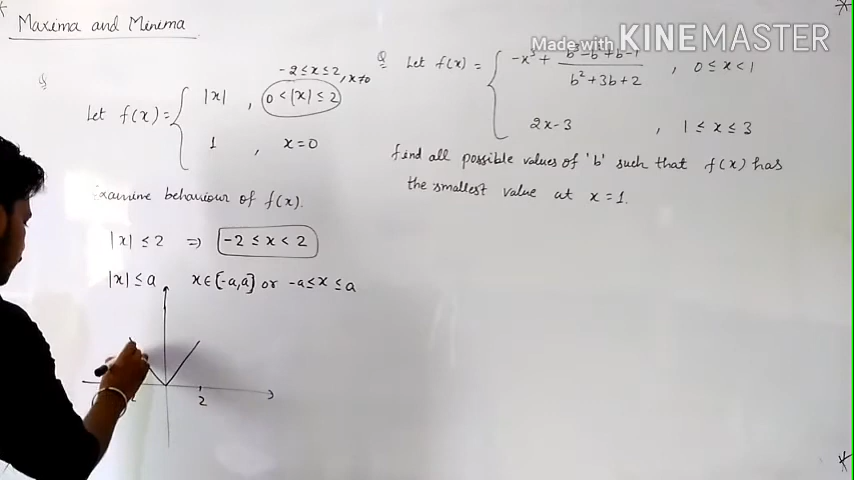 Maxima and Minima
Q
-2≤x≤2, x≠0
Let f(x)= { |x| , 0<|x|≤2
1 , x=0
Examine behaviour of f(x).
|x|≤2 ⇒ -2≤x<2
|x|≤a x∈[-a,a] or -a≤x≤a
2
Made with KINEMASTER
Q Let f(x)= { -x³ + (b³-b²+b-1)/(b²+3b+2) , 0≤x<1
2x-3 , 1≤x≤3
find all possible values of 'b' such that f(x) has
the smallest value at x=1.